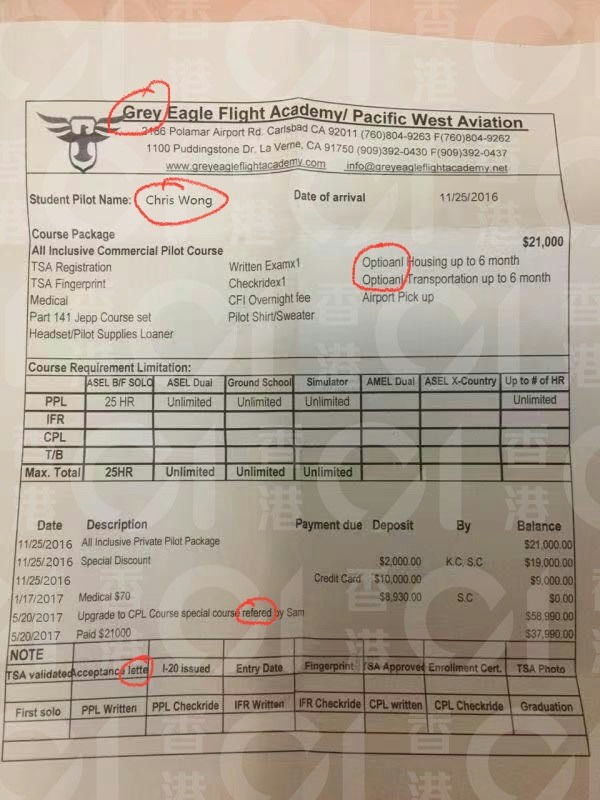 Grey Eagle Flight Academy/ Pacific West Aviation
2186 Polamar Airport Rd. Carlsbad CA 92011 (760)804-9263 F(760)804-9262
1100 Puddingstone Dr. La Verne, CA 91750 (909)392-0430 F(909)392-0437
www.greyeagleflightacademy.com info@greyeagleflightacademy.net
Student Pilot Name: Chris Wong Date of arrival 11/25/2016
Course Package $21,000
All Inclusive Commercial Pilot Course
TSA Registration Written Examx1 Optioanl Housing up to 6 month
TSA Fingerprint Checkridex1 Optioanl Transportation up to 6 month
Medical CFI Overnight fee Airport Pick up
Part 141 Jepp Course set Pilot Shirt/Sweater
Headset/Pilot Supplies Loaner
Course Requirement Limitation:
ASEL B/F SOLO ASEL Dual Ground School Simulator AMEL Dual ASEL X-Country Up to # of HR
PPL 25 HR Unlimited Unlimited Unlimited Unlimited
IFR
CPL
T/B
Max. Total 25HR Unlimited Unlimited Unlimited
Date Description Payment due Deposit By Balance
11/25/2016 All Inclusive Private Pilot Package $21,000.00
11/25/2016 Special Discount $2,000.00 K.C, S.C $19,000.00
11/25/2016 Credit Card $10,000.00 $9,000.00
1/17/2017 Medical $70 $8,930.00 S.C $0.00
5/20/2017 Upgrade to CPL Course special course refered by Sam $58,990.00
5/20/2017 Paid $21000 $37,990.00
NOTE
TSA validated Acceptance lette I-20 issued Entry Date Fingerprint TSA Approved Enrollment Cert. TSA Photo
First solo PPL Written PPL Checkride IFR Written IFR Checkride CPL written CPL Checkride Graduation
香港01